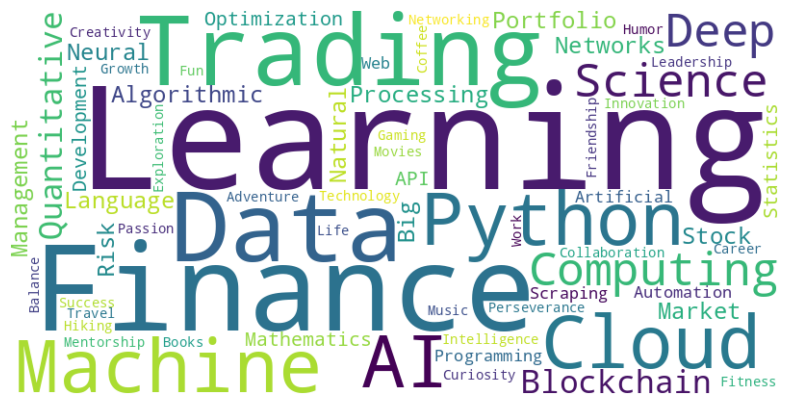 Creativity
Optimization
Networking
Portfolio
Humor
Deep
Neural
Trading
Coffee
Networks
Leadership
Growth
Fun
Web
Science
Quantitative
Development
Algorithmic
Processing
Innovation
Learning
Exploration
Natural
Gaming
Movies
Friendship
Statistics
Management
API
Language
Adventure
Technology
Artificial
Data
Big
Python
Passion
Life
Work
Stock
Risk
Career
Collaboration
Finance
Computing
Balance
Scraping
Automation
Success
Travel
Music
Perseverance
Market
Hiking
Mentorship
Books
Mathematics
AI
Intelligence
Cloud
Machine
Programming
Curiosity
Blockchain
Fitness